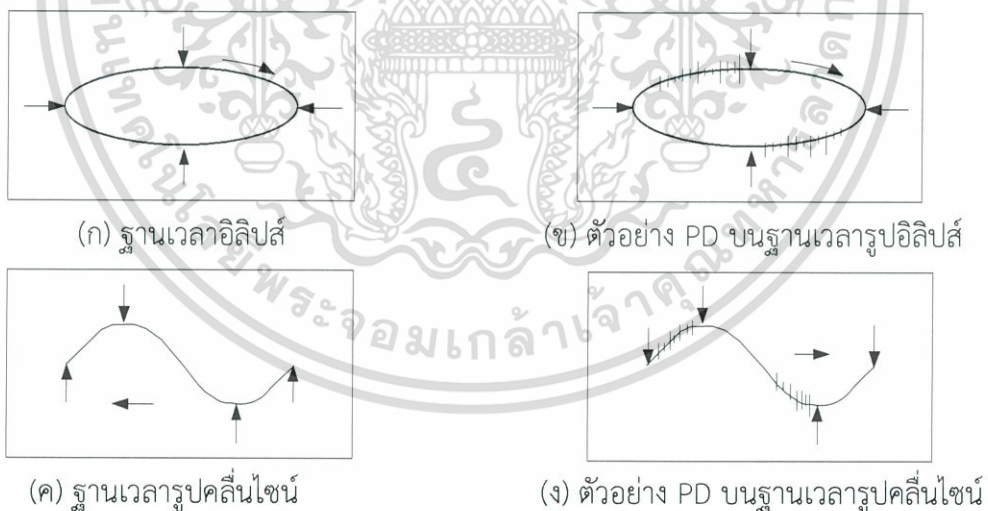 (ก) ฐานเวลาอิลิปส์
(ข) ตัวอย่าง PD บนฐานเวลารูปอิลิปส์
(ค) ฐานเวลารูปคลื่นไซน์
(ง) ตัวอย่าง PD บนฐานเวลารูปคลื่นไซน์